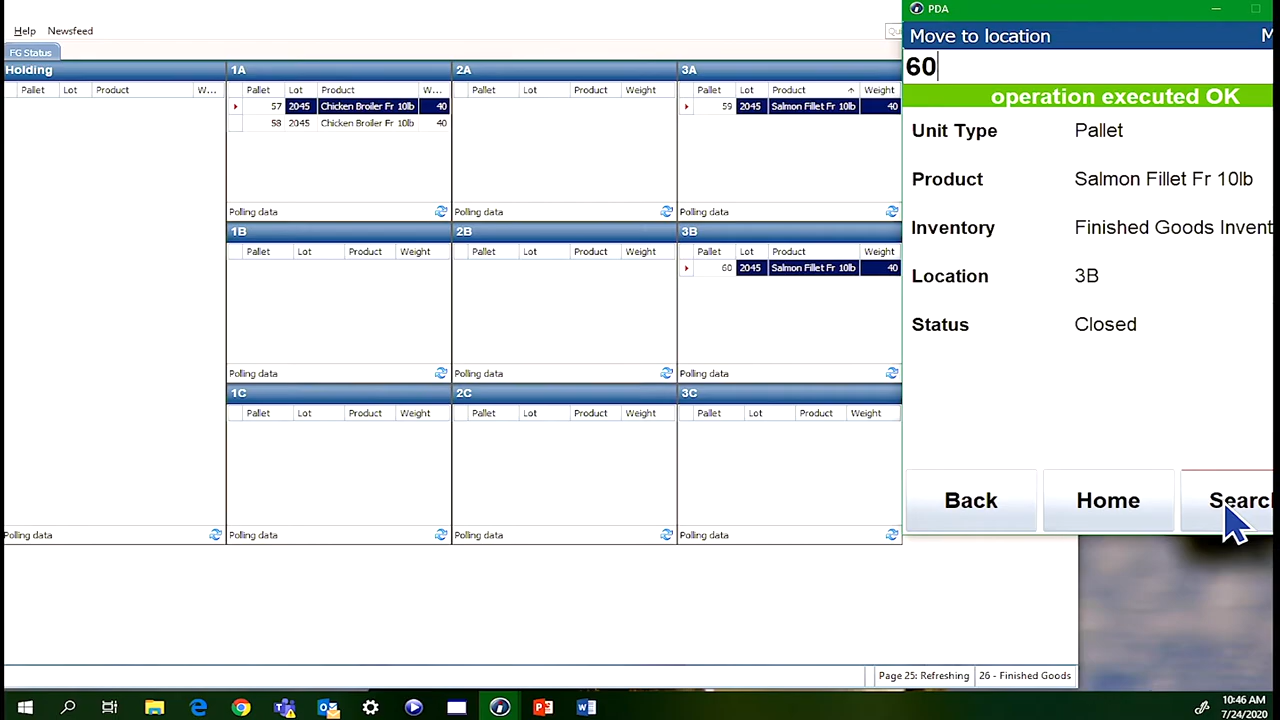 PDA
Help Newsfeed
Move to location
60
FG Status
operation executed OK
Holding
Pallet Lot Product W...
Polling data
1A
Pallet Lot Product W...
57 2045 Chicken Broiler Fr 10lb 40
58 2045 Chicken Broiler Fr 10lb 40
Polling data
2A
Pallet Lot Product Weight
Polling data
3A
Pallet Lot Product Weight
59 2045 Salmon Fillet Fr 10lb 40
Polling data
1B
Pallet Lot Product Weight
Polling data
2B
Pallet Lot Product Weight
Polling data
3B
Pallet Lot Product Weight
60 2045 Salmon Fillet Fr 10lb 40
Polling data
1C
Pallet Lot Product Weight
Polling data
2C
Pallet Lot Product Weight
Polling data
3C
Pallet Lot Product Weight
Polling data
Unit Type Pallet
Product Salmon Fillet Fr 10lb
Inventory Finished Goods Invent
Location 3B
Status Closed
Back Home Search
Page 25: Refreshing 26 - Finished Goods
10:46 AM
7/24/2020